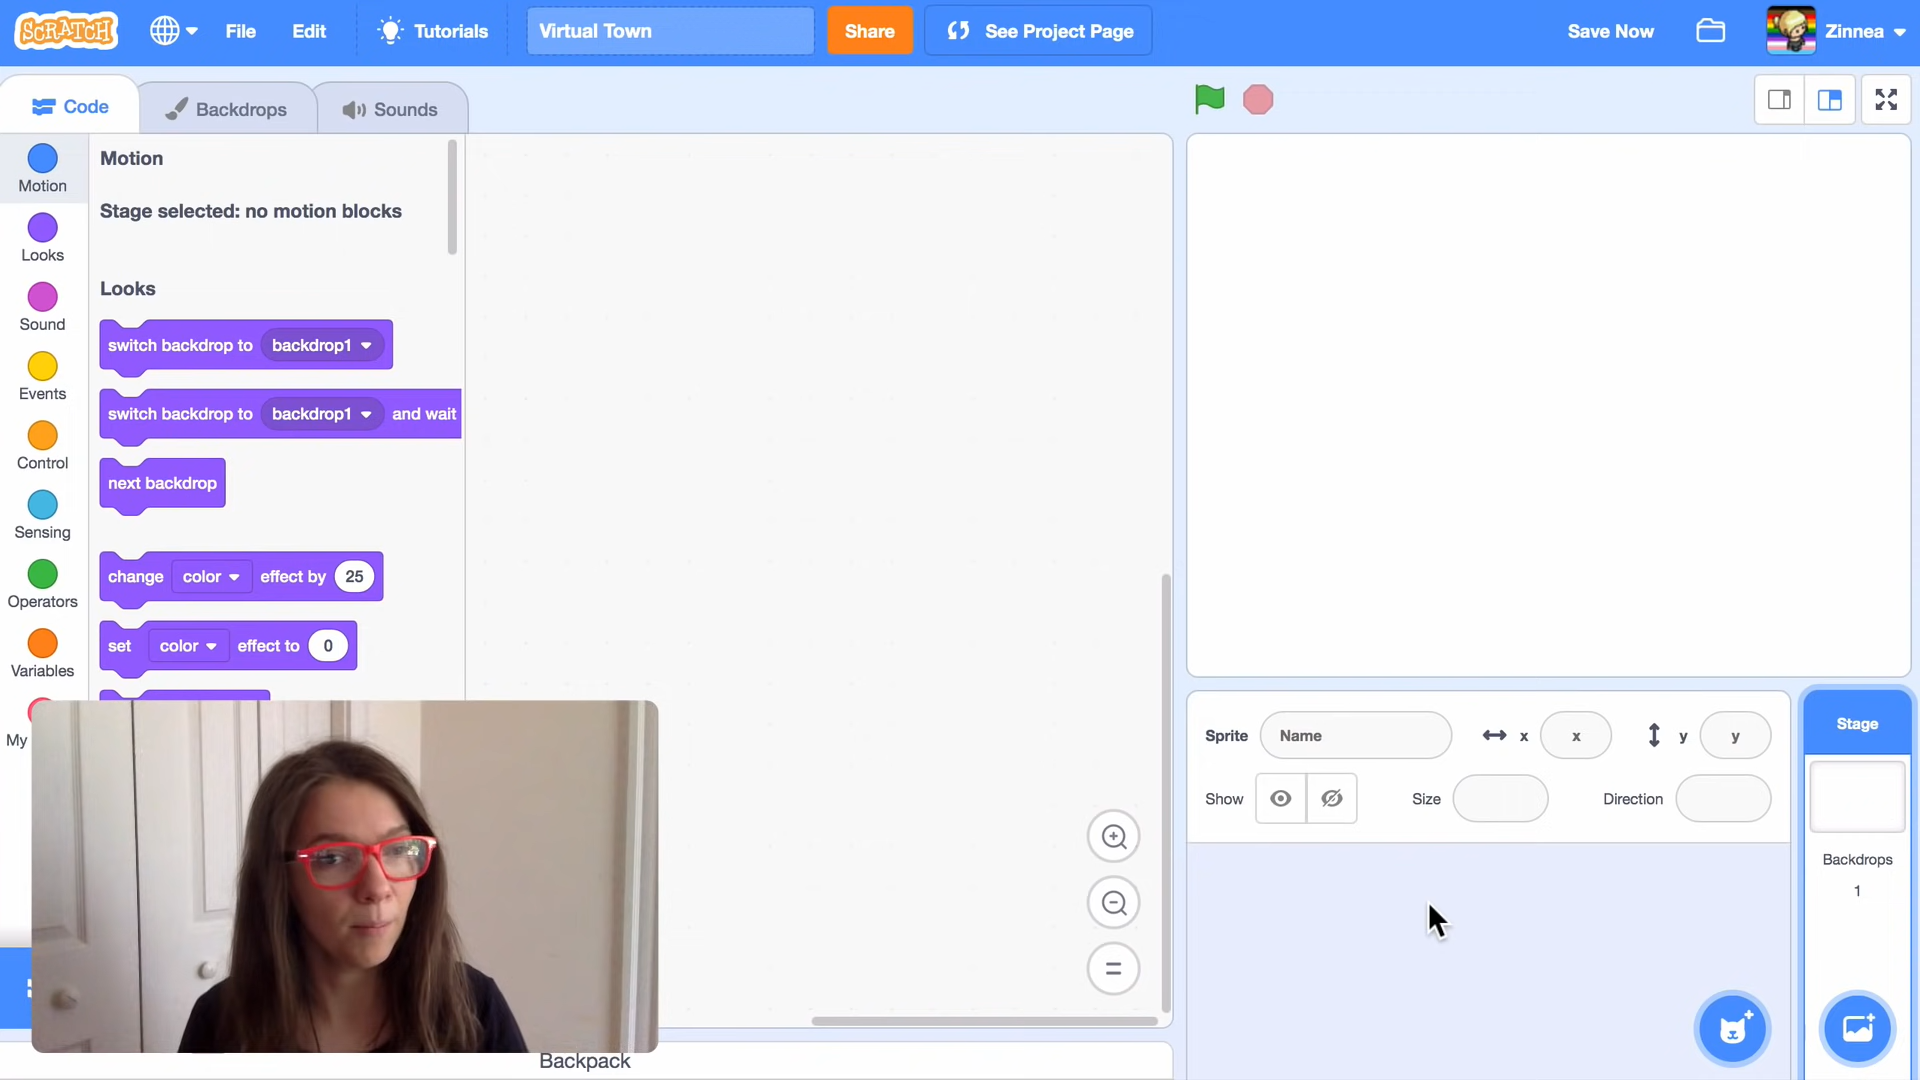 SCRATCH
File
Edit
Tutorials
Virtual Town
Share
See Project Page
Save Now
Zinnea
Code
Backdrops
Sounds
Motion
Looks
Sound
Events
Control
Sensing
Operators
Variables
My
Motion
Stage selected: no motion blocks
Looks
switch backdrop to backdrop1
switch backdrop to backdrop1 and wait
next backdrop
change color effect by 25
set color effect to 0
Backpack
Sprite Name x x y y
Show Size Direction
Stage
Backdrops
1